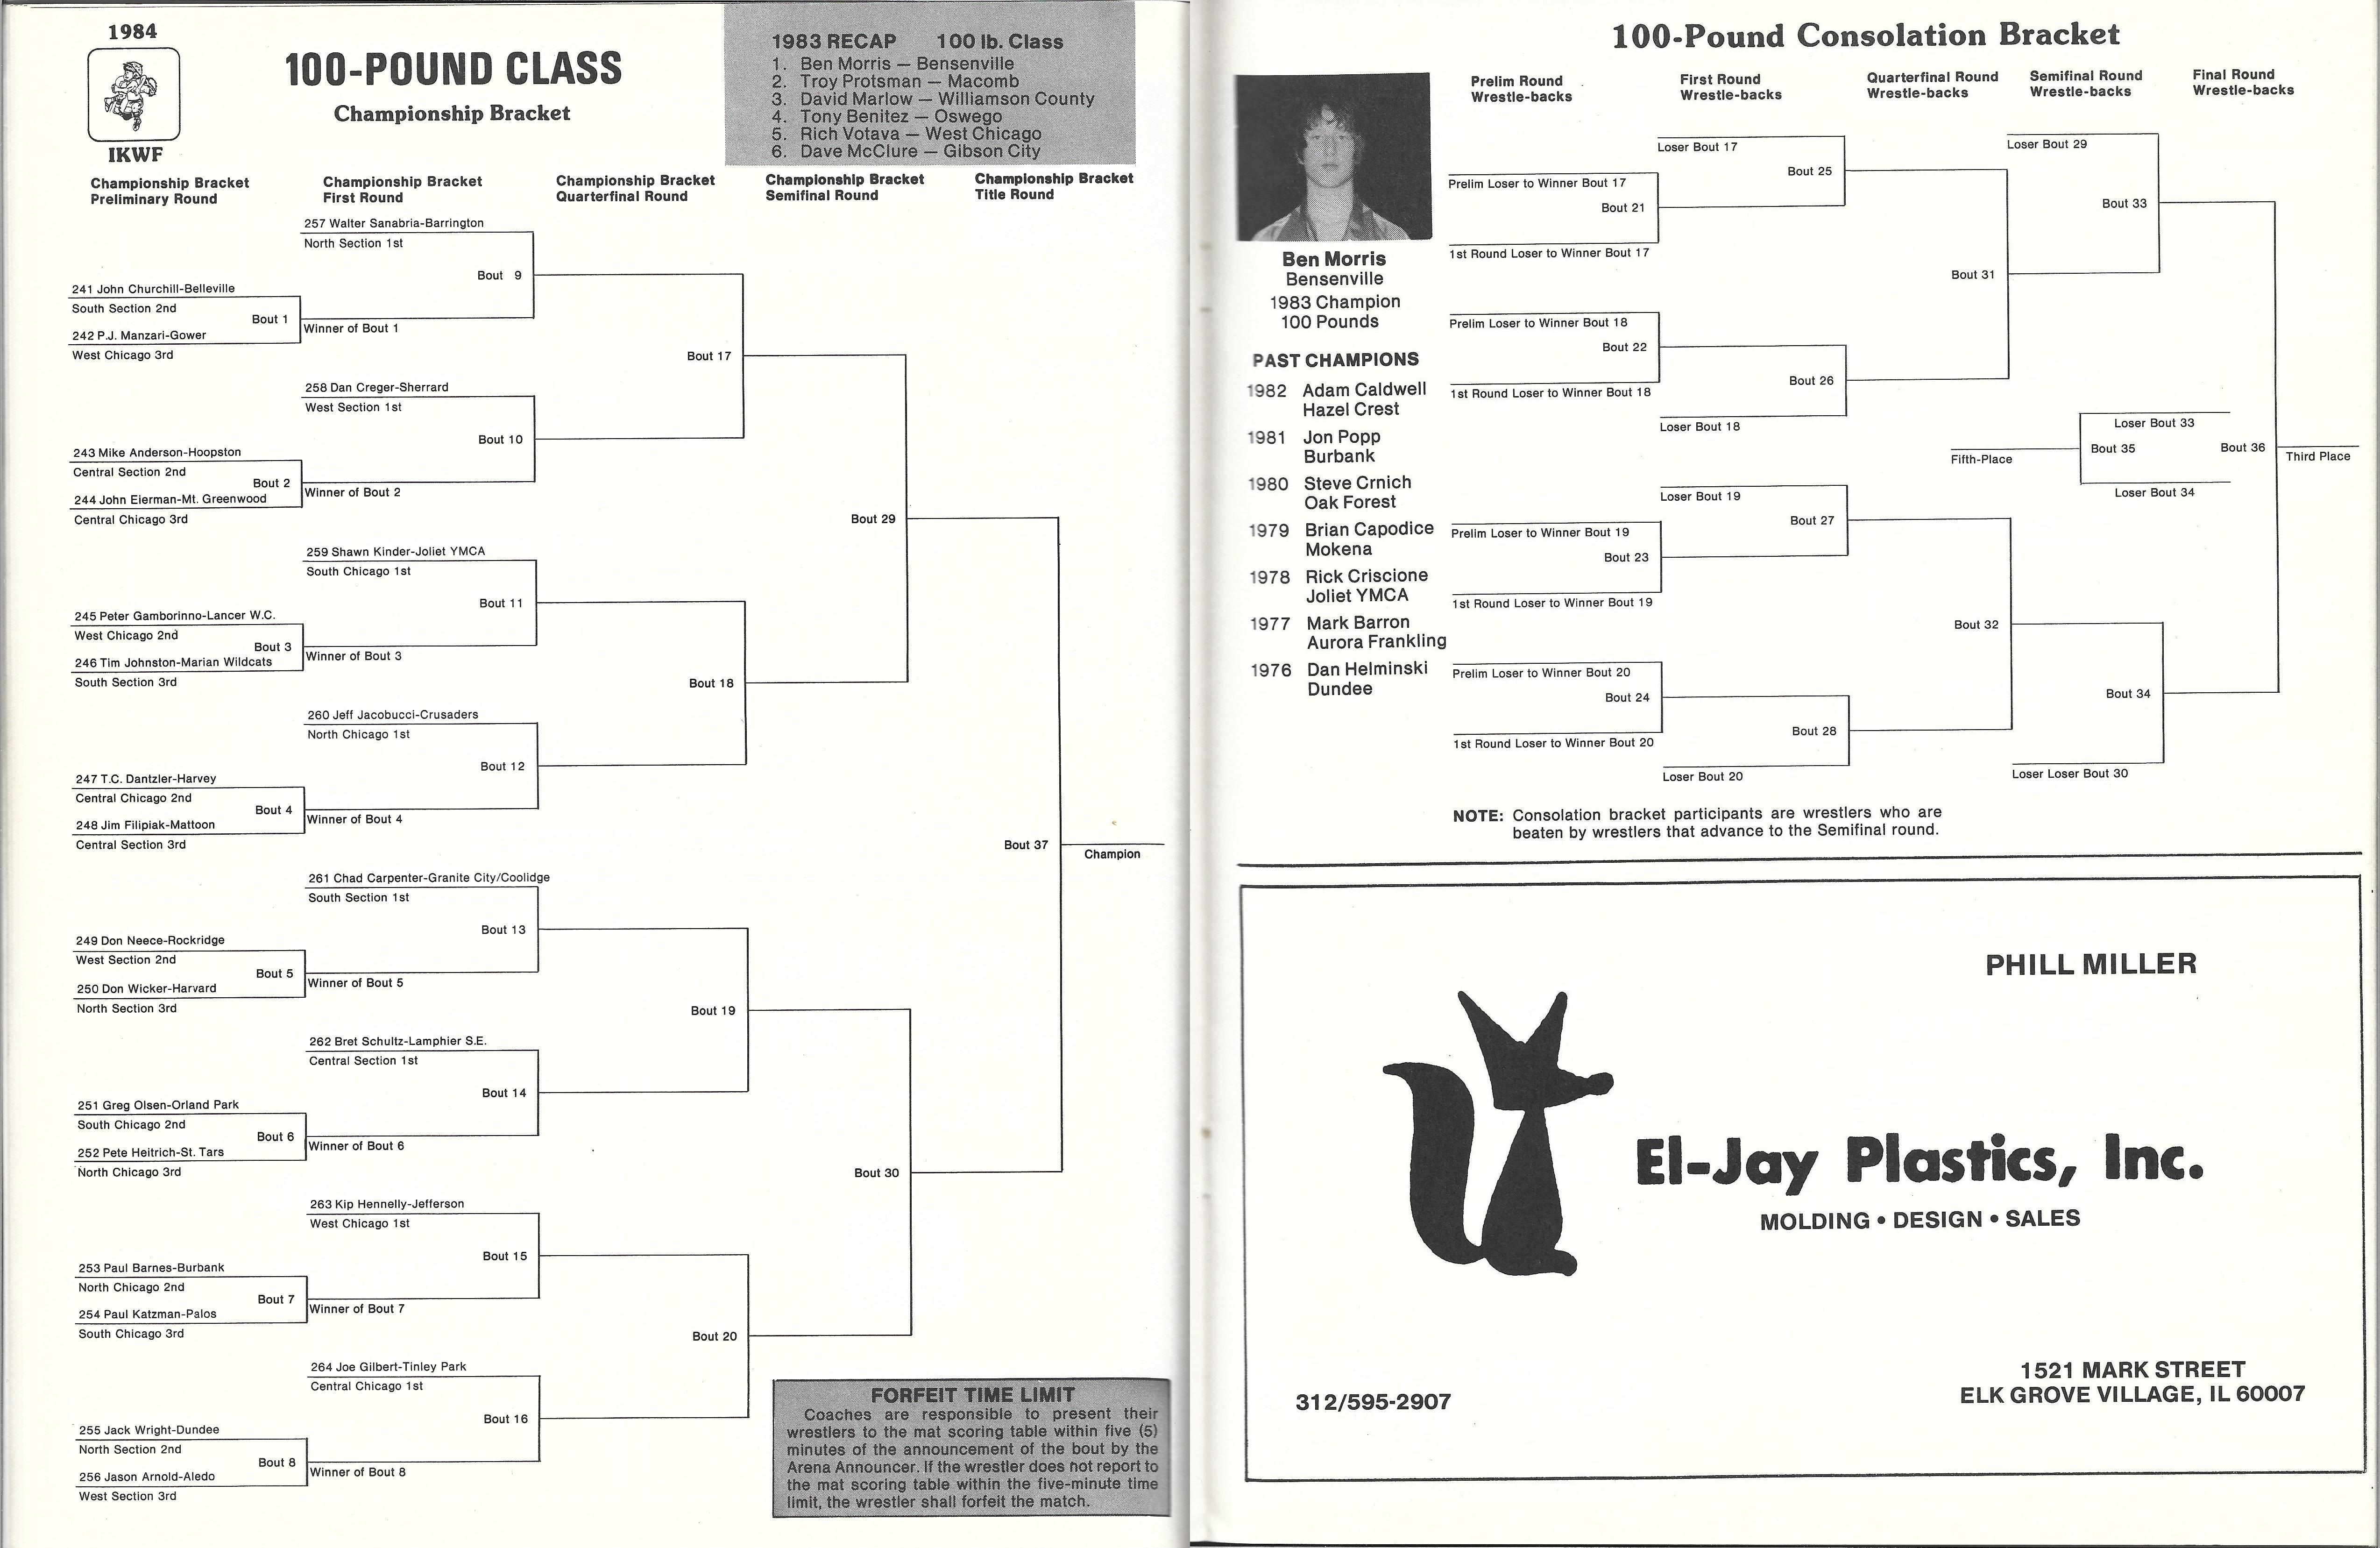 1984
IKWF
100-POUND CLASS
Championship Bracket
1983 RECAP 100 lb. Class
1. Ben Morris — Bensenville
2. Troy Protsman — Macomb
3. David Marlow — Williamson County
4. Tony Benitez — Oswego
5. Rich Votava — West Chicago
6. Dave McClure — Gibson City
Championship Bracket
Preliminary Round
Championship Bracket
First Round
Championship Bracket
Quarterfinal Round
Championship Bracket
Semifinal Round
Championship Bracket
Title Round
257 Walter Sanabria-Barrington
North Section 1st
Bout 9
241 John Churchill-Belleville
South Section 2nd
Bout 1
Winner of Bout 1
242 P.J. Manzari-Gower
West Chicago 3rd
Bout 17
258 Dan Creger-Sherrard
West Section 1st
Bout 10
243 Mike Anderson-Hoopston
Central Section 2nd
Bout 2
Winner of Bout 2
244 John Eierman-Mt. Greenwood
Central Chicago 3rd
Bout 29
259 Shawn Kinder-Joliet YMCA
South Chicago 1st
Bout 11
245 Peter Gamborinno-Lancer W.C.
West Chicago 2nd
Bout 3
Winner of Bout 3
246 Tim Johnston-Marian Wildcats
South Section 3rd
Bout 18
260 Jeff Jacobucci-Crusaders
North Chicago 1st
Bout 12
247 T.C. Dantzler-Harvey
Central Chicago 2nd
Bout 4
Winner of Bout 4
248 Jim Filipiak-Mattoon
Central Section 3rd
Bout 37
Champion
261 Chad Carpenter-Granite City/Coolidge
South Section 1st
Bout 13
249 Don Neece-Rockridge
West Section 2nd
Bout 5
Winner of Bout 5
250 Don Wicker-Harvard
North Section 3rd
Bout 19
262 Bret Schultz-Lamphier S.E.
Central Section 1st
Bout 14
251 Greg Olsen-Orland Park
South Chicago 2nd
Bout 6
Winner of Bout 6
252 Pete Heitrich-St. Tars
North Chicago 3rd
Bout 30
263 Kip Hennelly-Jefferson
West Chicago 1st
Bout 15
253 Paul Barnes-Burbank
North Chicago 2nd
Bout 7
Winner of Bout 7
254 Paul Katzman-Palos
South Chicago 3rd
Bout 20
264 Joe Gilbert-Tinley Park
Central Chicago 1st
Bout 16
255 Jack Wright-Dundee
North Section 2nd
Bout 8
Winner of Bout 8
256 Jason Arnold-Aledo
West Section 3rd
FORFEIT TIME LIMIT
Coaches are responsible to present their
wrestlers to the mat scoring table within five (5)
minutes of the announcement of the bout by the
Arena Announcer. If the wrestler does not report to
the mat scoring table within the five-minute time
limit, the wrestler shall forfeit the match.
100-Pound Consolation Bracket
Prelim Round
Wrestle-backs
First Round
Wrestle-backs
Quarterfinal Round
Wrestle-backs
Semifinal Round
Wrestle-backs
Final Round
Wrestle-backs
Ben Morris
Bensenville
1983 Champion
100 Pounds
PAST CHAMPIONS
1982 Adam Caldwell
Hazel Crest
1981 Jon Popp
Burbank
1980 Steve Crnich
Oak Forest
1979 Brian Capodice
Mokena
1978 Rick Criscione
Joliet YMCA
1977 Mark Barron
Aurora Frankling
1976 Dan Helminski
Dundee
Loser Bout 17
Loser Bout 29
Bout 25
Prelim Loser to Winner Bout 17
Bout 21
Bout 33
1st Round Loser to Winner Bout 17
Bout 31
Prelim Loser to Winner Bout 18
Bout 22
Bout 26
1st Round Loser to Winner Bout 18
Loser Bout 18
Loser Bout 33
Fifth-Place
Bout 35
Bout 36
Third Place
Loser Bout 34
Loser Bout 19
Bout 27
Prelim Loser to Winner Bout 19
Bout 23
1st Round Loser to Winner Bout 19
Bout 32
Prelim Loser to Winner Bout 20
Bout 24
Bout 34
Bout 28
1st Round Loser to Winner Bout 20
Loser Bout 20
Loser Loser Bout 30
NOTE: Consolation bracket participants are wrestlers who are
beaten by wrestlers that advance to the Semifinal round.
PHILL MILLER
El-Jay Plastics, Inc.
MOLDING • DESIGN • SALES
312/595-2907
1521 MARK STREET
ELK GROVE VILLAGE, IL 60007